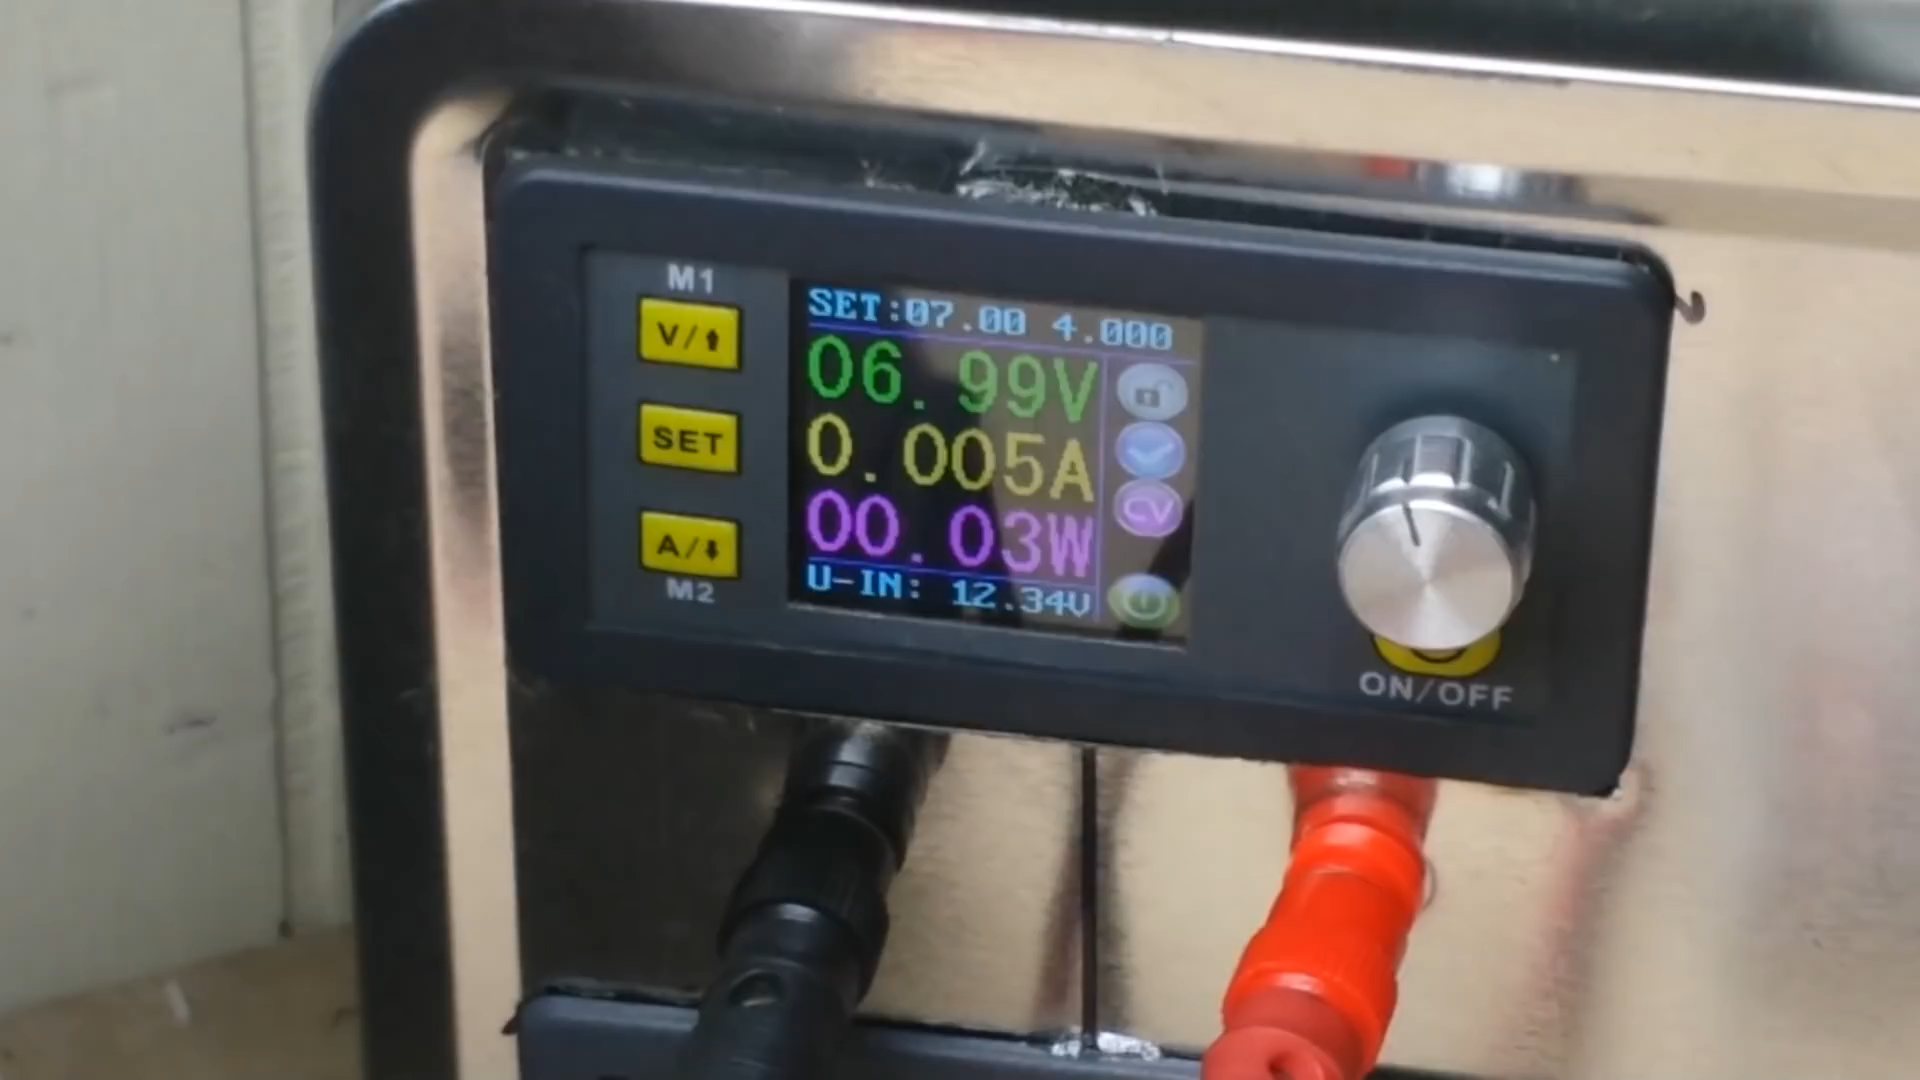 M1
V/⬆
SET
A/⬇
M2
SET:07.00 4.000
06.99V
0.005A
00.03W
U-IN: 12.34V
CV
ON/OFF